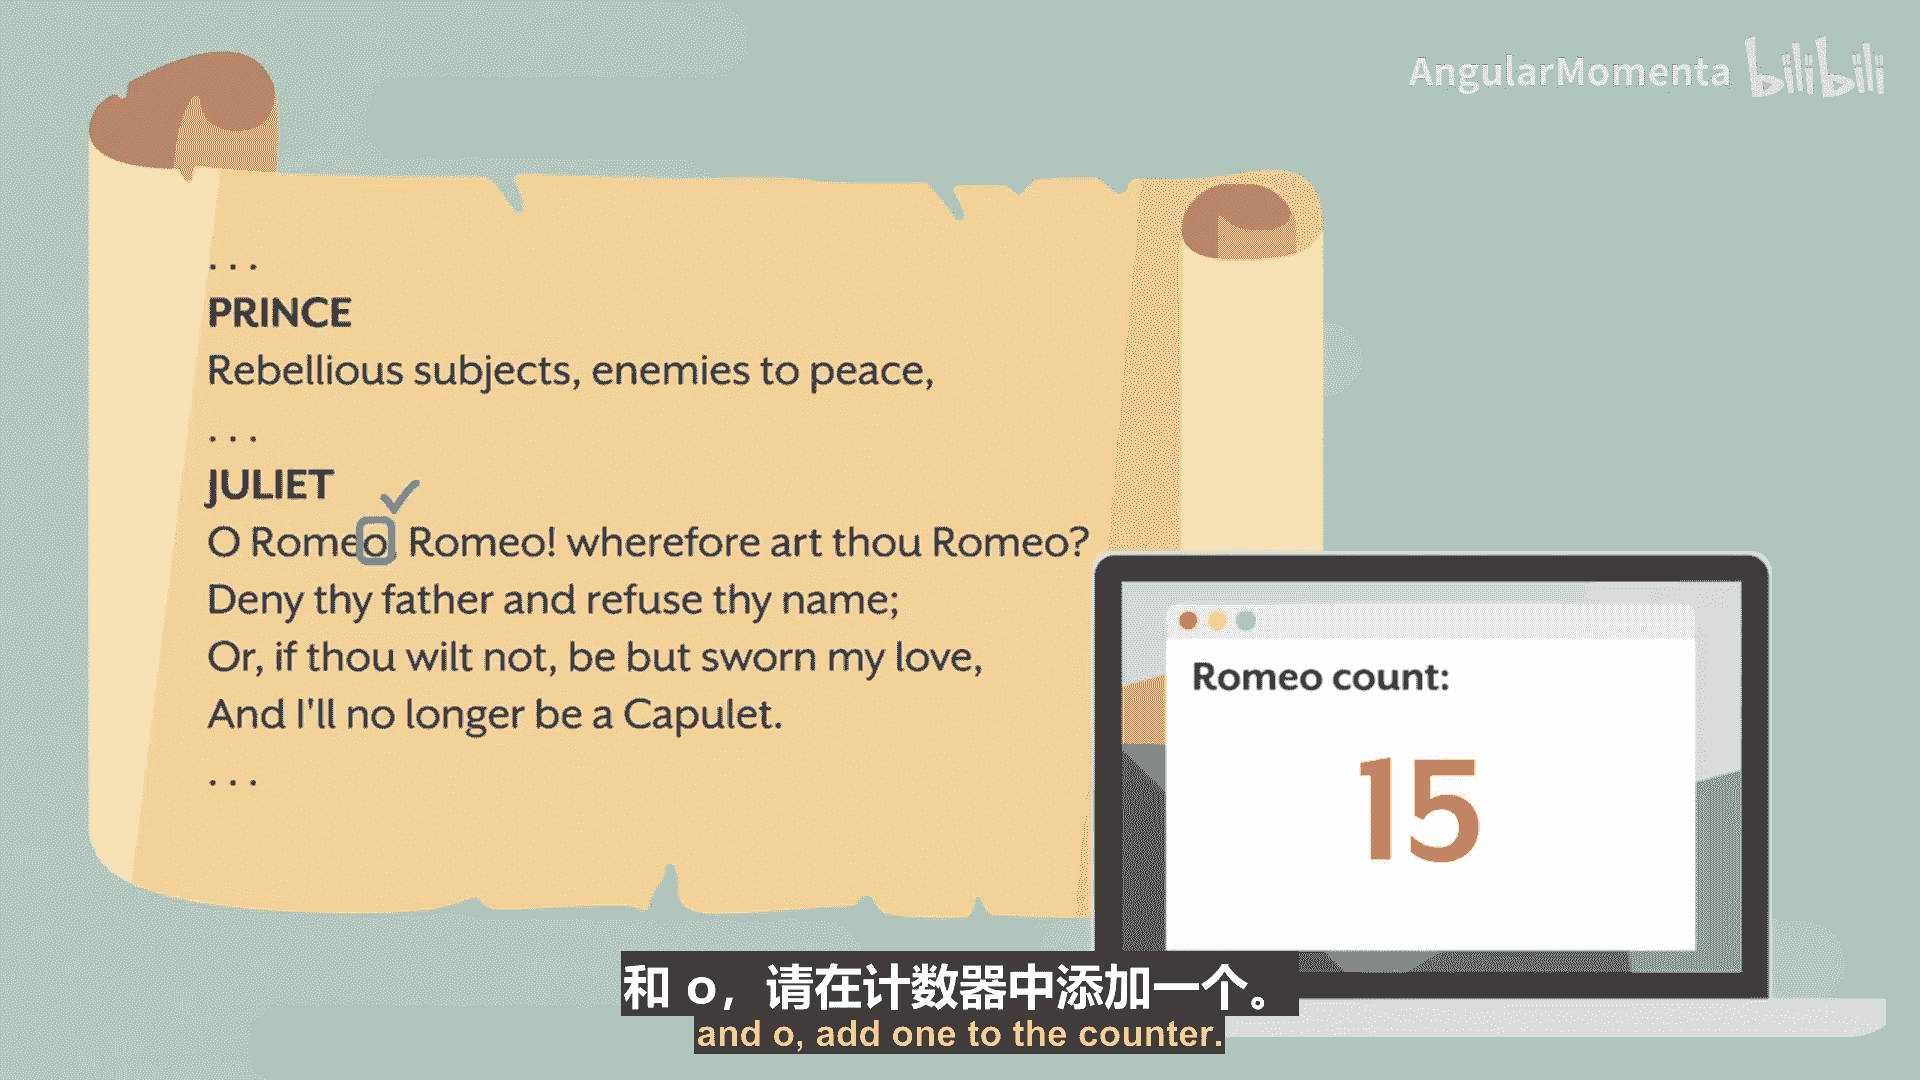 AngularMomenta bilibili
...
PRINCE
Rebellious subjects, enemies to peace,
...
JULIET
O Romeo, Romeo! wherefore art thou Romeo?
Deny thy father and refuse thy name;
Or, if thou wilt not, be but sworn my love,
And I'll no longer be a Capulet.
...
Romeo count:
15
和 o，请在计数器中添加一个。
and o, add one to the counter.